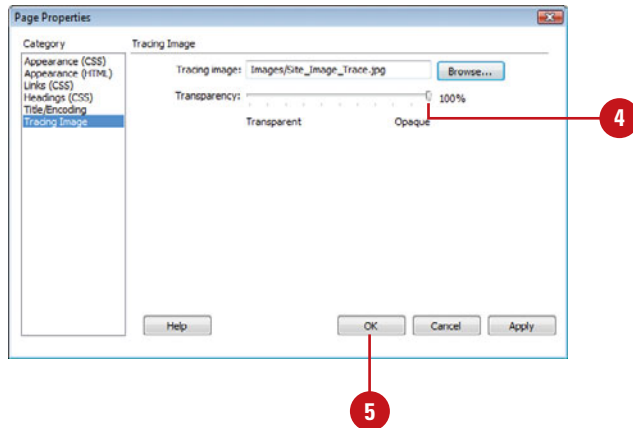 Page Properties
Category
Tracing Image
Appearance (CSS)
Appearance (HTML)
Links (CSS)
Headings (CSS)
Title/Encoding
Tracing Image
Tracing image: Images/Site_Image_Trace.jpg Browse...
Transparency: 100%
Transparent Opaque
4
Help OK Cancel Apply
5